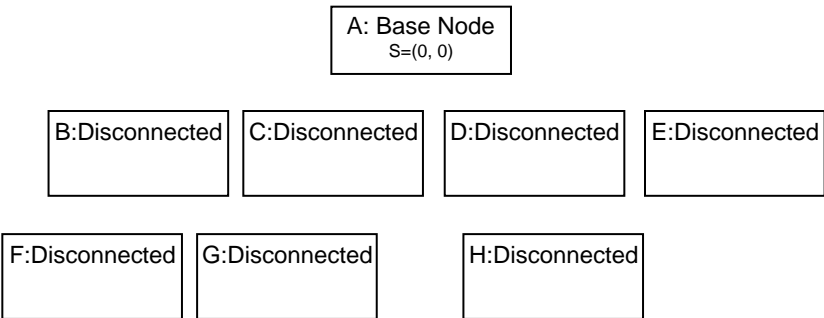 A: Base Node
S=(0, 0)
B:Disconnected
C:Disconnected
D:Disconnected
E:Disconnected
F:Disconnected
G:Disconnected
H:Disconnected